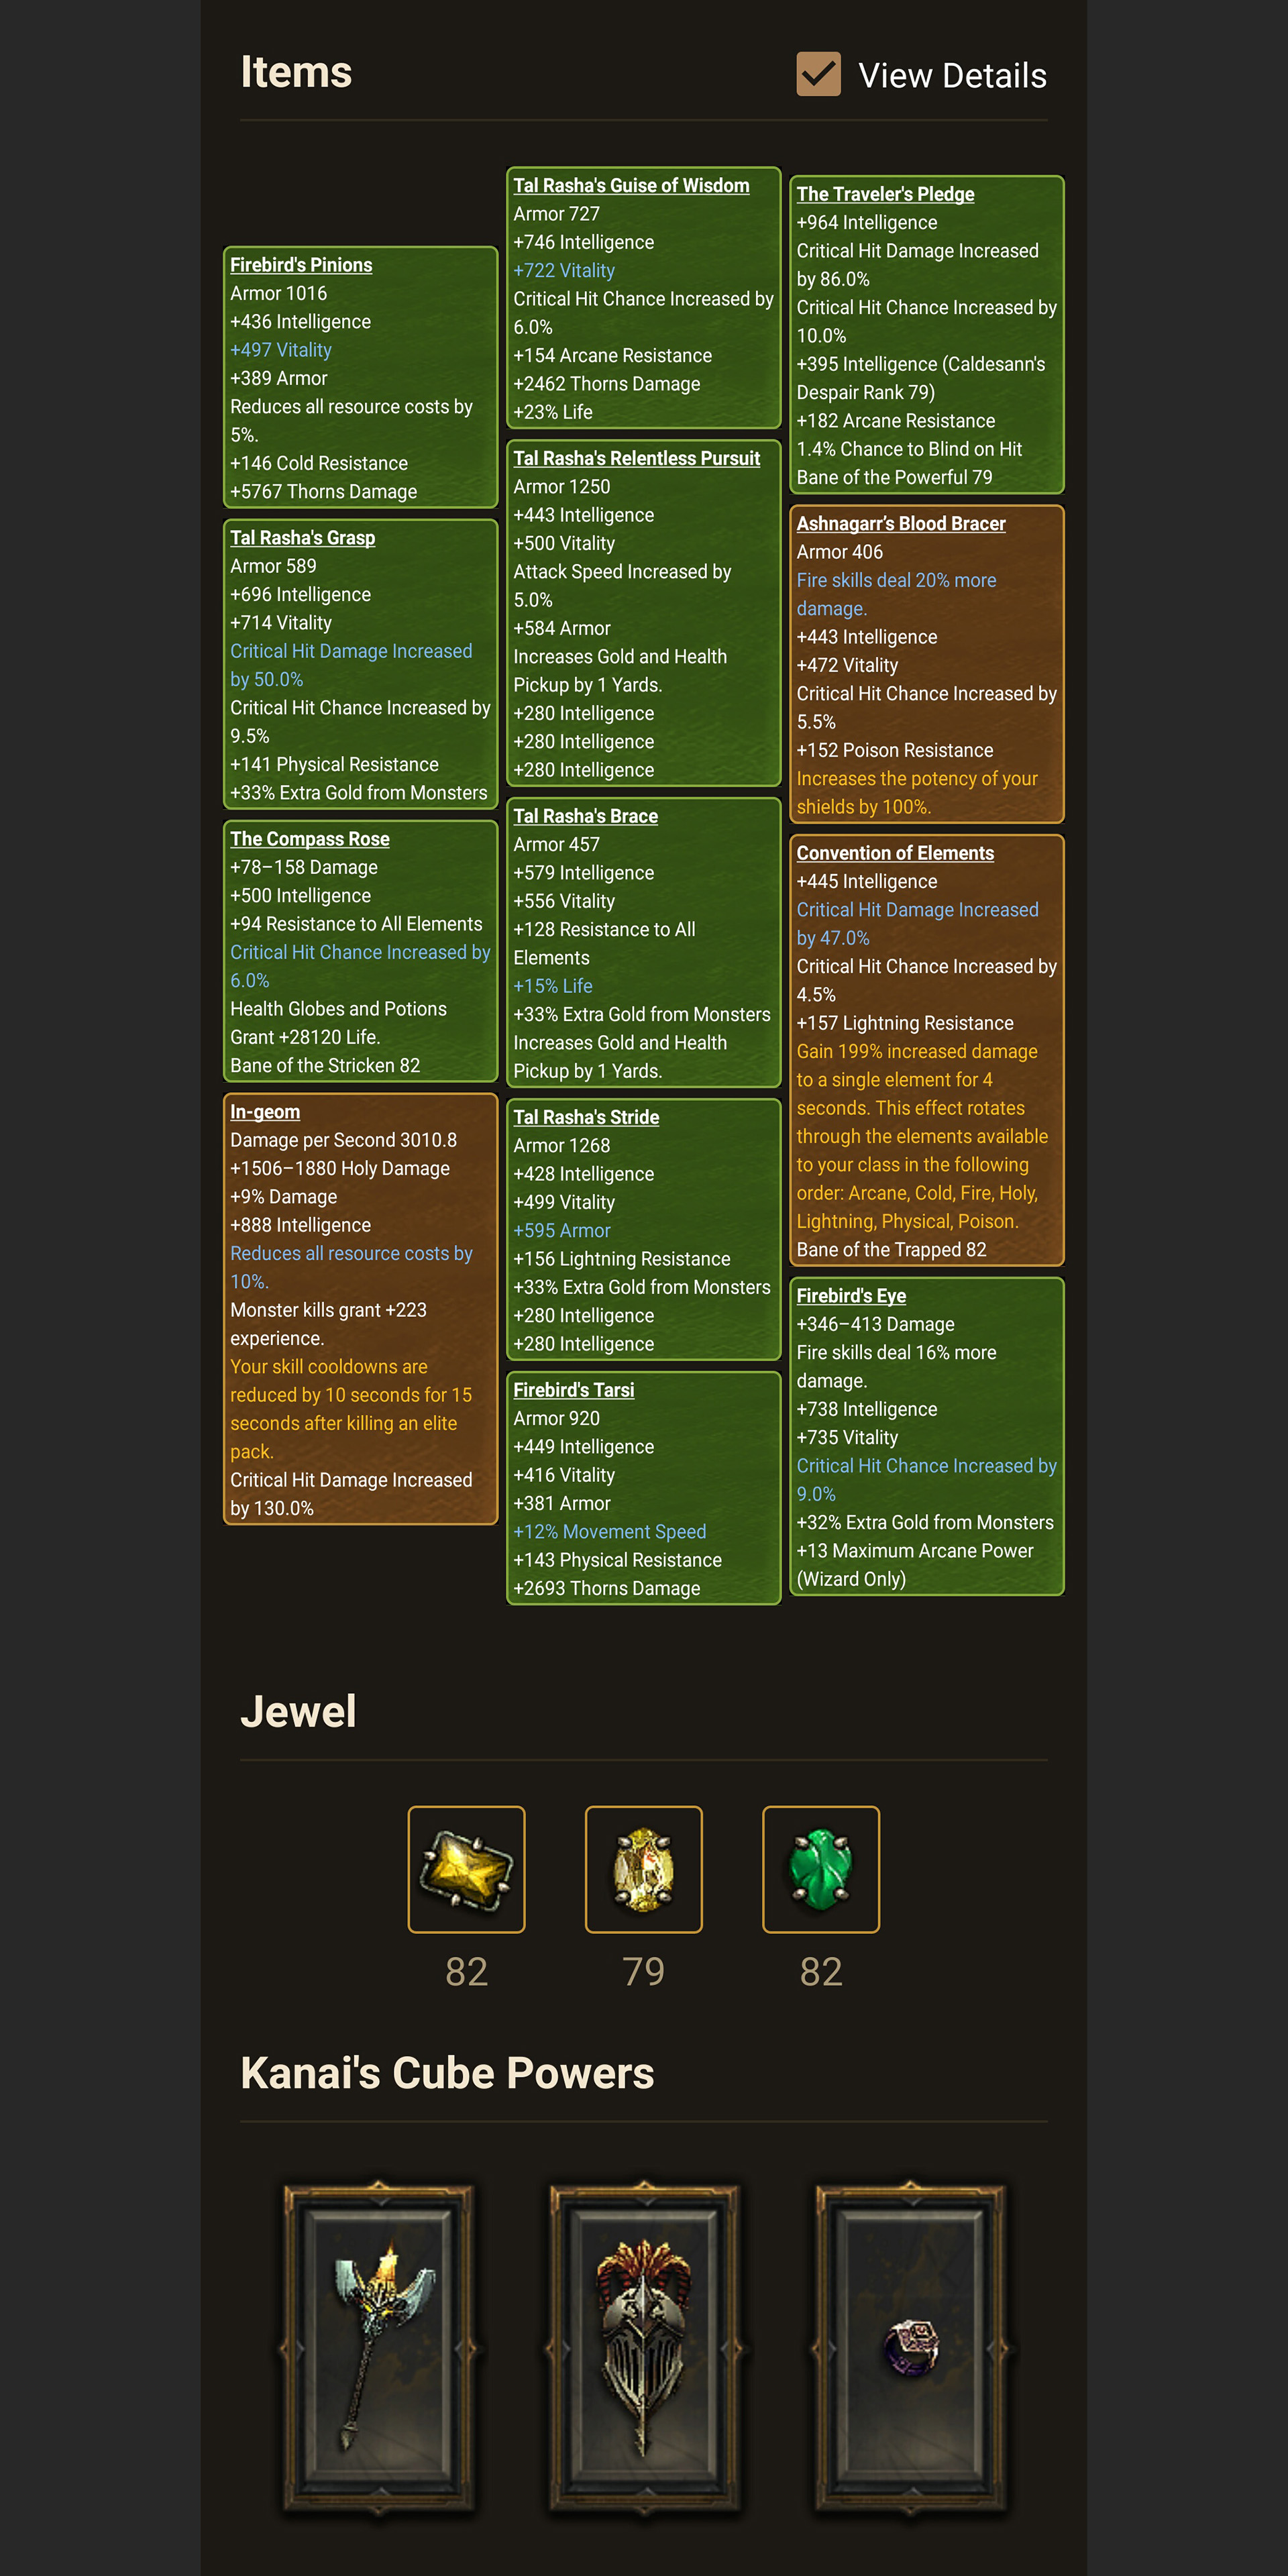 Items
View Details
Firebird's Pinions
Armor 1016
+436 Intelligence
+497 Vitality
+389 Armor
Reduces all resource costs by
5%.
+146 Cold Resistance
+5767 Thorns Damage
Tal Rasha's Grasp
Armor 589
+696 Intelligence
+714 Vitality
Critical Hit Damage Increased
by 50.0%
Critical Hit Chance Increased by
9.5%
+141 Physical Resistance
+33% Extra Gold from Monsters
The Compass Rose
+78–158 Damage
+500 Intelligence
+94 Resistance to All Elements
Critical Hit Chance Increased by
6.0%
Health Globes and Potions
Grant +28120 Life.
Bane of the Stricken 82
In-geom
Damage per Second 3010.8
+1506–1880 Holy Damage
+9% Damage
+888 Intelligence
Reduces all resource costs by
10%.
Monster kills grant +223
experience.
Your skill cooldowns are
reduced by 10 seconds for 15
seconds after killing an elite
pack.
Critical Hit Damage Increased
by 130.0%
Tal Rasha's Guise of Wisdom
Armor 727
+746 Intelligence
+722 Vitality
Critical Hit Chance Increased by
6.0%
+154 Arcane Resistance
+2462 Thorns Damage
+23% Life
Tal Rasha's Relentless Pursuit
Armor 1250
+443 Intelligence
+500 Vitality
Attack Speed Increased by
5.0%
+584 Armor
Increases Gold and Health
Pickup by 1 Yards.
+280 Intelligence
+280 Intelligence
+280 Intelligence
Tal Rasha's Brace
Armor 457
+579 Intelligence
+556 Vitality
+128 Resistance to All
Elements
+15% Life
+33% Extra Gold from Monsters
Increases Gold and Health
Pickup by 1 Yards.
Tal Rasha's Stride
Armor 1268
+428 Intelligence
+499 Vitality
+595 Armor
+156 Lightning Resistance
+33% Extra Gold from Monsters
+280 Intelligence
+280 Intelligence
Firebird's Tarsi
Armor 920
+449 Intelligence
+416 Vitality
+381 Armor
+12% Movement Speed
+143 Physical Resistance
+2693 Thorns Damage
The Traveler's Pledge
+964 Intelligence
Critical Hit Damage Increased
by 86.0%
Critical Hit Chance Increased by
10.0%
+395 Intelligence (Caldesann's
Despair Rank 79)
+182 Arcane Resistance
1.4% Chance to Blind on Hit
Bane of the Powerful 79
Ashnagarr’s Blood Bracer
Armor 406
Fire skills deal 20% more
damage.
+443 Intelligence
+472 Vitality
Critical Hit Chance Increased by
5.5%
+152 Poison Resistance
Increases the potency of your
shields by 100%.
Convention of Elements
+445 Intelligence
Critical Hit Damage Increased
by 47.0%
Critical Hit Chance Increased by
4.5%
+157 Lightning Resistance
Gain 199% increased damage
to a single element for 4
seconds. This effect rotates
through the elements available
to your class in the following
order: Arcane, Cold, Fire, Holy,
Lightning, Physical, Poison.
Bane of the Trapped 82
Firebird's Eye
+346–413 Damage
Fire skills deal 16% more
damage.
+738 Intelligence
+735 Vitality
Critical Hit Chance Increased by
9.0%
+32% Extra Gold from Monsters
+13 Maximum Arcane Power
(Wizard Only)
Jewel
82
79
82
Kanai's Cube Powers